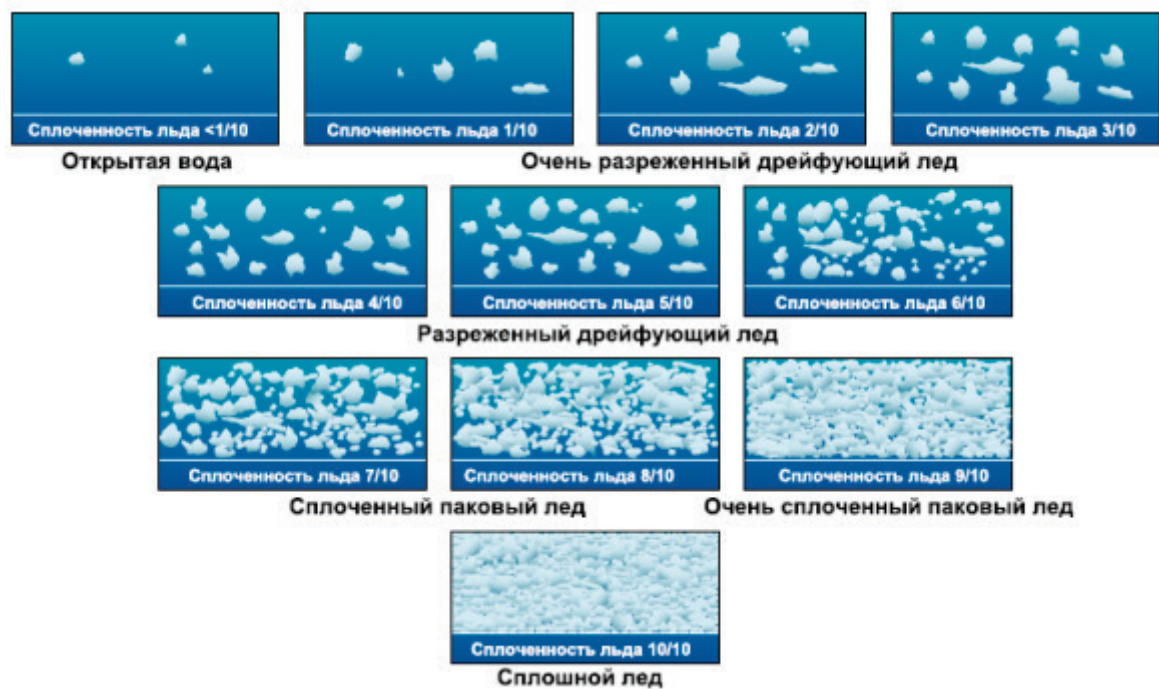 Сплоченность льда <1/10
Сплоченность льда 1/10
Сплоченность льда 2/10
Сплоченность льда 3/10
Открытая вода
Очень разреженный дрейфующий лед
Сплоченность льда 4/10
Сплоченность льда 5/10
Сплоченность льда 6/10
Разреженный дрейфующий лед
Сплоченность льда 7/10
Сплоченность льда 8/10
Сплоченность льда 9/10
Сплоченный паковый лед
Очень сплоченный паковый лед
Сплоченность льда 10/10
Сплошной лед